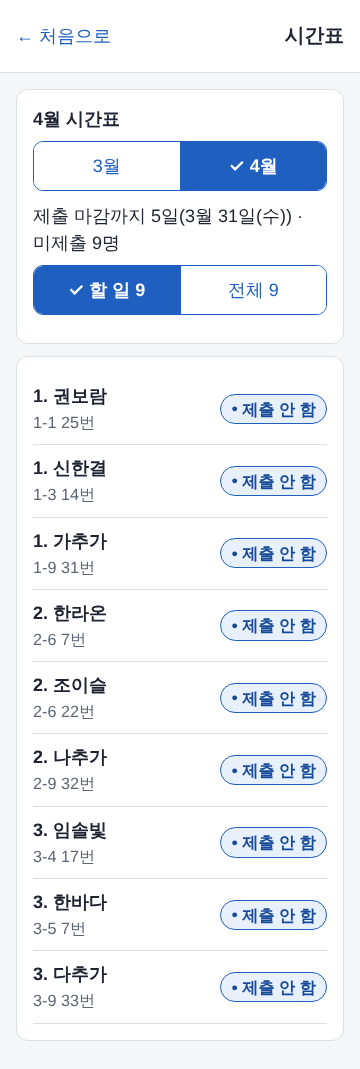 ← 처음으로
시간표
4월 시간표
3월
✓ 4월
제출 마감까지 5일(3월 31일(수)) ·
미제출 9명
✓ 할 일 9
전체 9
1. 권보람
• 제출 안 함
1-1 25번
1. 신한결
• 제출 안 함
1-3 14번
1. 가추가
• 제출 안 함
1-9 31번
2. 한라온
• 제출 안 함
2-6 7번
2. 조이슬
• 제출 안 함
2-6 22번
2. 나추가
• 제출 안 함
2-9 32번
3. 임솔빛
• 제출 안 함
3-4 17번
3. 한바다
• 제출 안 함
3-5 7번
3. 다추가
• 제출 안 함
3-9 33번